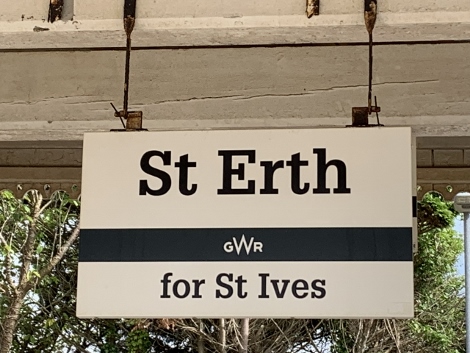 St Erth
GWR
for St Ives